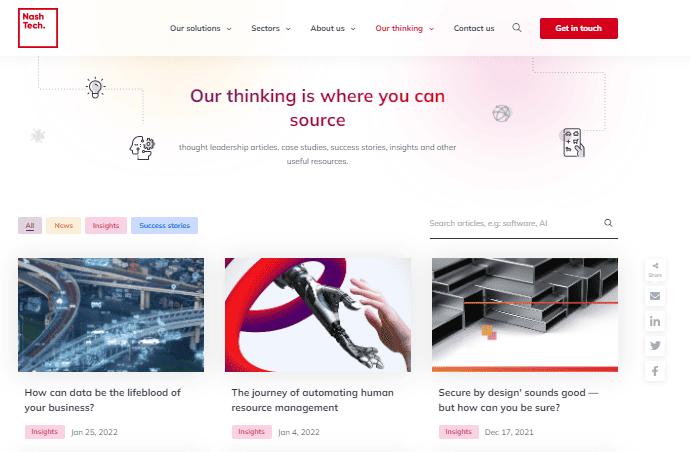 Nash
Tech.
Our solutions
Sectors
About us
Our thinking
Contact us
Get in touch
Our thinking is where you can
source
thought leadership articles, case studies, success stories, insights and other
useful resources.
All
News
Insights
Success stories
Search articles, e.g: software, AI
Share
How can data be the lifeblood of
your business?
Insights
Jan 25, 2022
The journey of automating human
resource management
Insights
Jan 4, 2022
Secure by design' sounds good —
but how can you be sure?
Insights
Dec 17, 2021